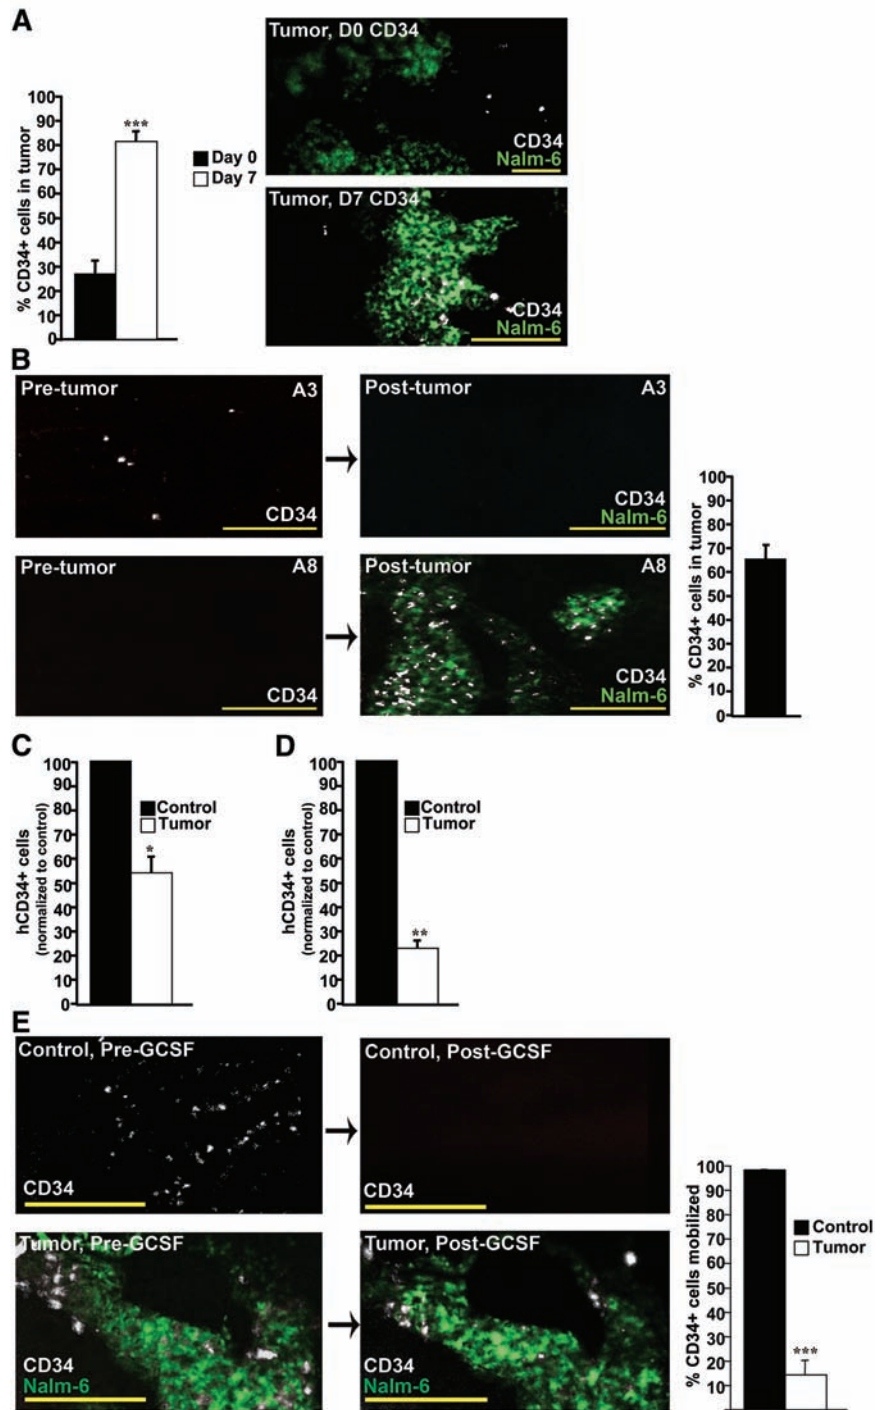 A
% CD34+ cells in tumor
100
90
80
70
60
50
40
30
20
10
0
***
Day 0
Day 7
Tumor, D0 CD34
CD34
Nalm-6
Tumor, D7 CD34
CD34
Nalm-6
B
Pre-tumor A3
CD34
Post-tumor A3
CD34
Nalm-6
Pre-tumor A8
CD34
Post-tumor A8
CD34
Nalm-6
% CD34+ cells in tumor
100
90
80
70
60
50
40
30
20
10
0
C
hCD34+ cells
(normalized to control)
100
90
80
70
60
50
40
30
20
10
0
*
Control
Tumor
D
hCD34+ cells
(normalized to control)
100
90
80
70
60
50
40
30
20
10
0
**
Control
Tumor
E
Control, Pre-GCSF
CD34
Control, Post-GCSF
CD34
Tumor, Pre-GCSF
CD34
Nalm-6
Tumor, Post-GCSF
CD34
Nalm-6
% CD34+ cells mobilized
100
90
80
70
60
50
40
30
20
10
***
Control
Tumor